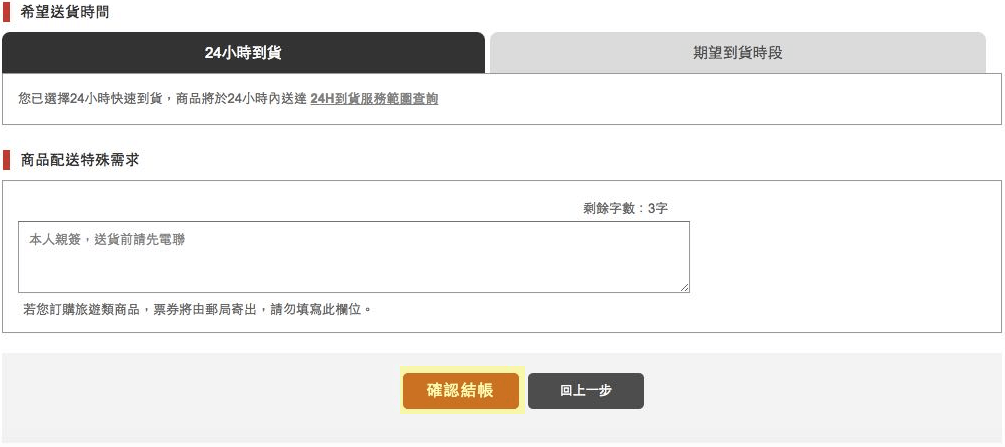 希望送貨時間
24小時到貨
期望到貨時段
您已選擇24小時快速到貨，商品將於24小時內送達 24H到貨服務範圍查詢
商品配送特殊需求
剩餘字數：3字
本人親簽，送貨前請先電聯
若您訂購旅遊類商品，票券將由郵局寄出，請勿填寫此欄位。
確認結帳
回上一步